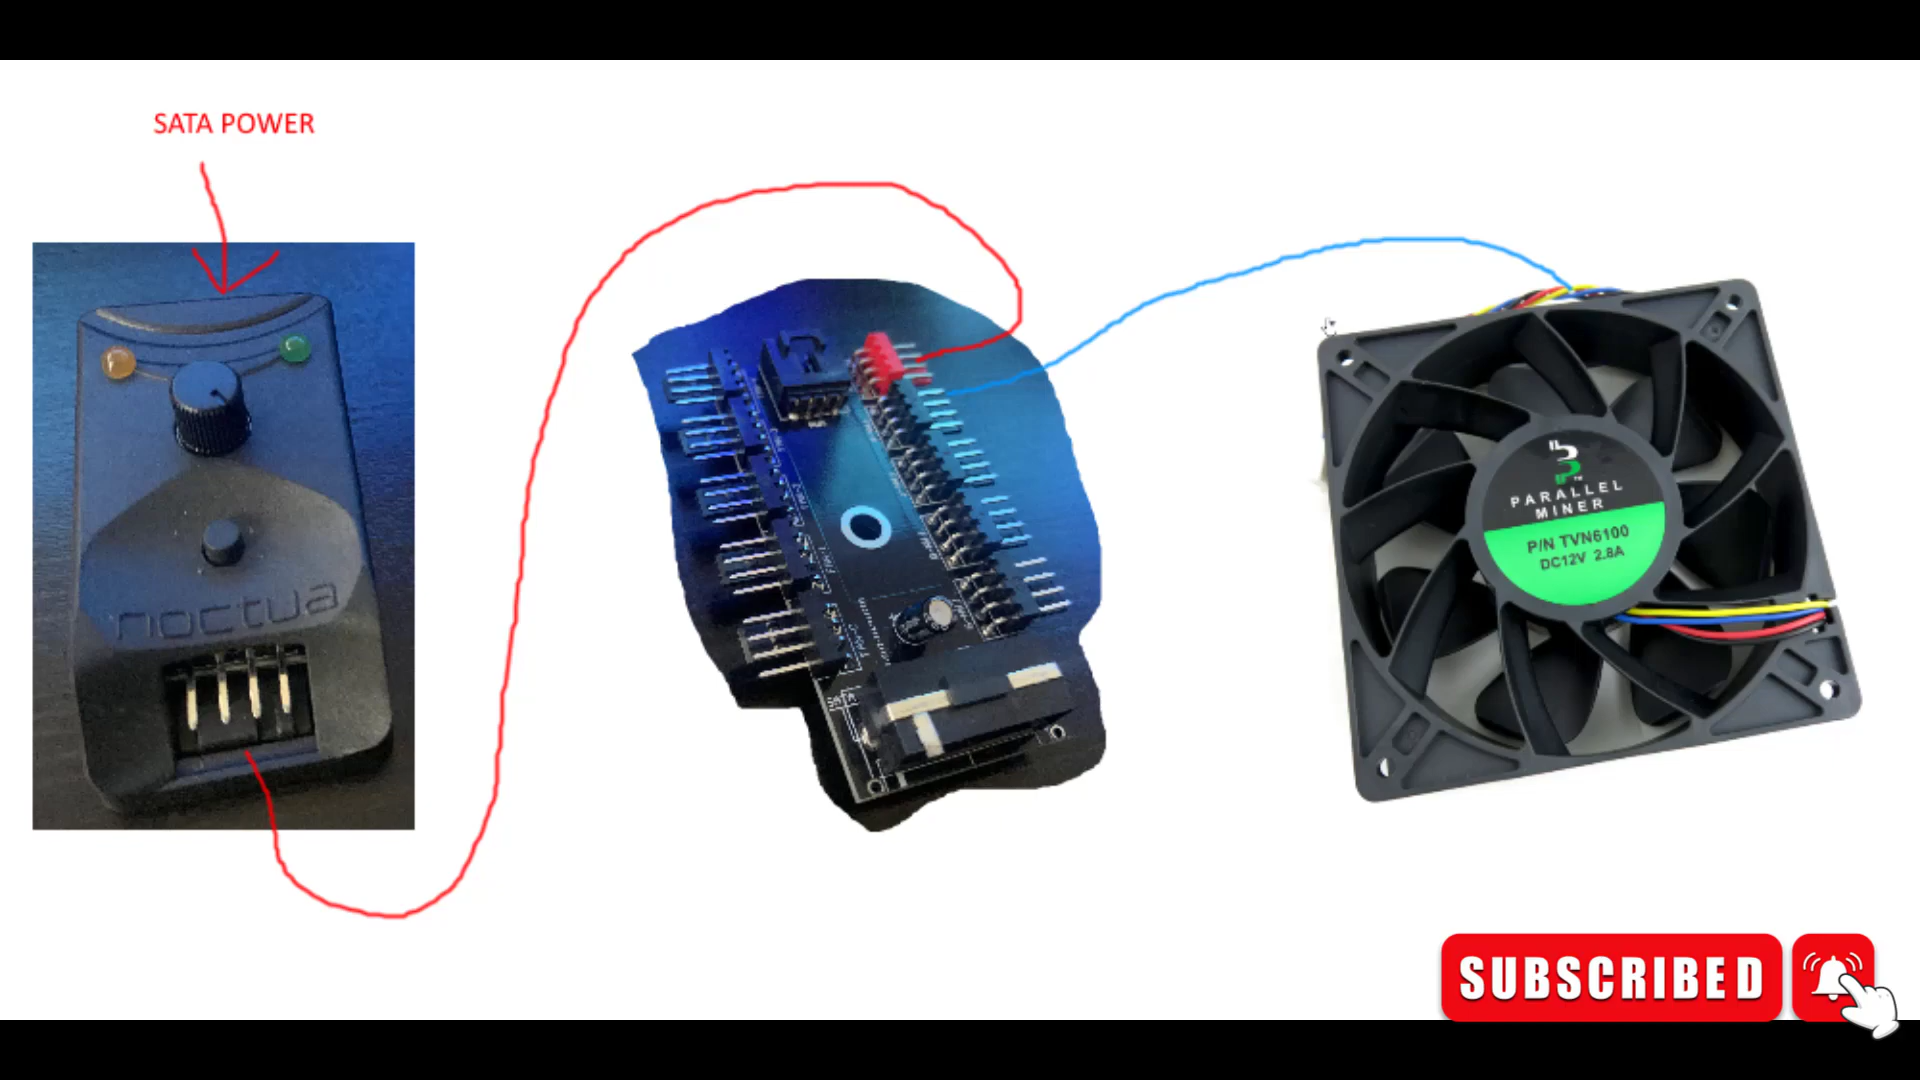 SATA POWER
noctua
PARALLEL
MINER
P/N TVN6100
DC12V 2.8A
SUBSCRIBED